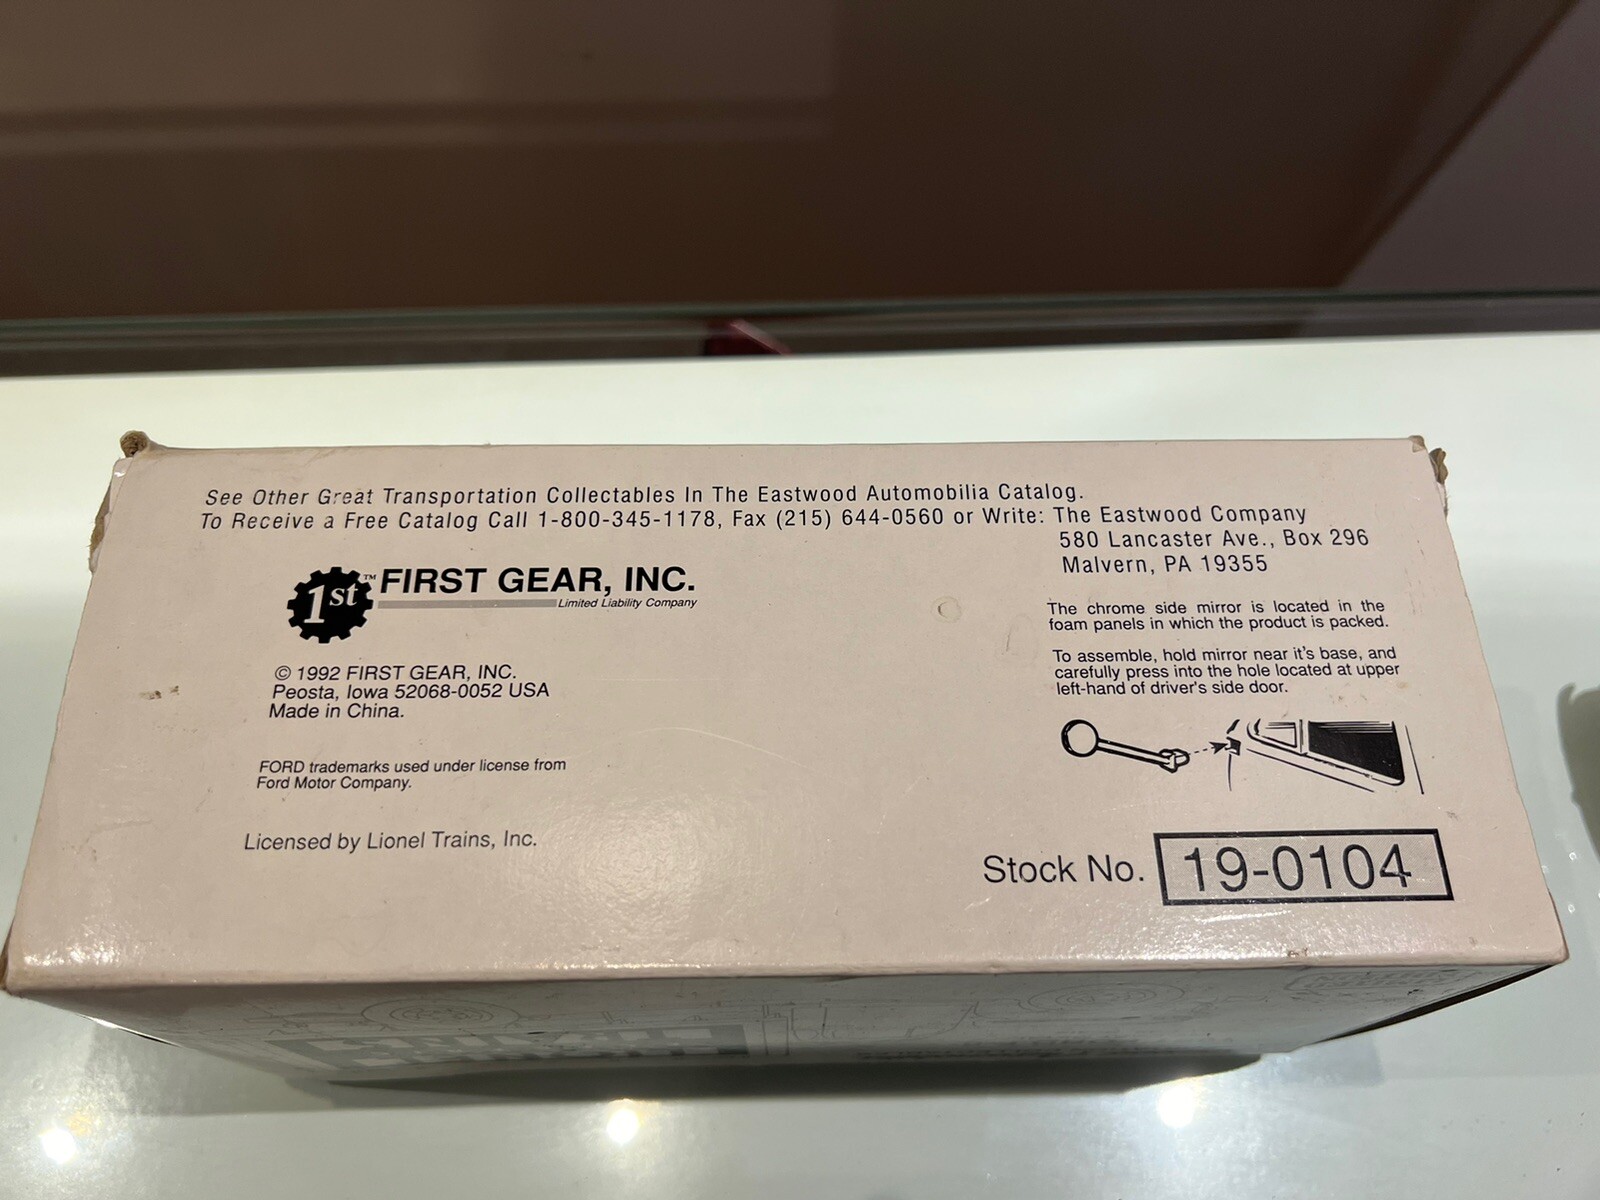 See Other Great Transportation Collectables In The Eastwood Automobilia Catalog.
To Receive a Free Catalog Call 1-800-345-1178, Fax (215) 644-0560 or Write: The Eastwood Company
580 Lancaster Ave., Box 296
Malvern, PA 19355
1st ™ FIRST GEAR, INC.
Limited Liability Company
© 1992 FIRST GEAR, INC.
Peosta, Iowa 52068-0052 USA
Made in China.
FORD trademarks used under license from
Ford Motor Company.
Licensed by Lionel Trains, Inc.
The chrome side mirror is located in the
foam panels in which the product is packed.
To assemble, hold mirror near it's base, and
carefully press into the hole located at upper
left-hand of driver's side door.
Stock No. 19-0104